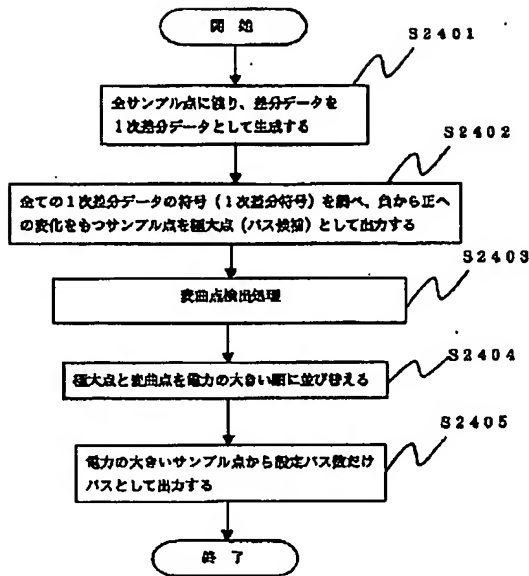 開 始
S2401
全サンプル点に渡り、差分データを
1次差分データとして生成する
S2402
全ての1次差分データの符号(1次差分符号)を調べ、負から正へ
の変化をもつサンプル点を極大点(パス候補)として出力する
S2403
変曲点検出処理
S2404
極大点と変曲点を電力の大きい順に並び替える
S2405
電力の大きいサンプル点から設定パス数だけ
パスとして出力する
終 了